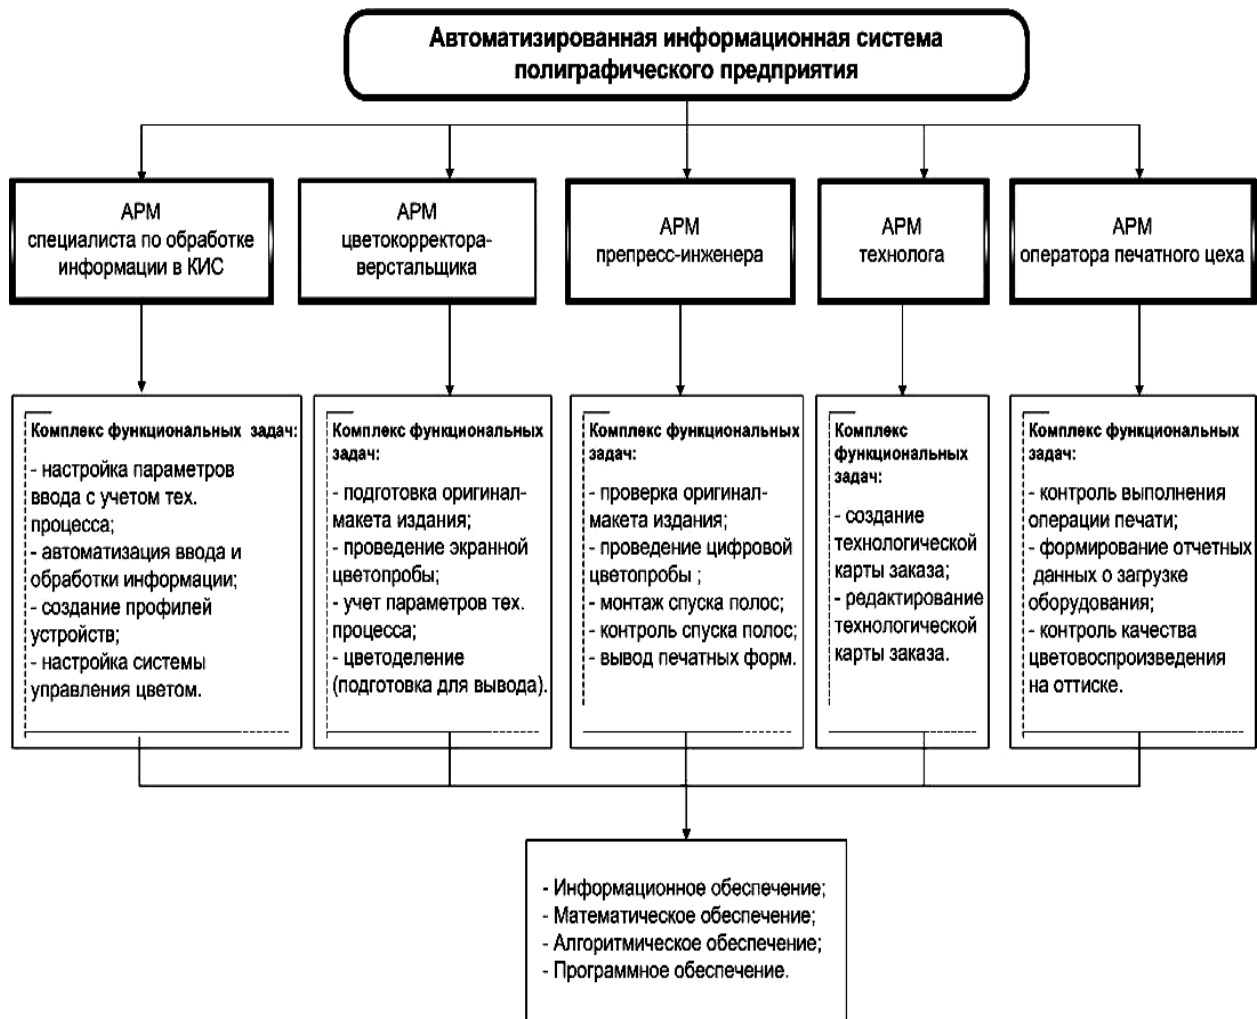 Автоматизированная информационная система
полиграфического предприятия
АРМ
специалиста по обработке
информации в КИС
АРМ
цветокорректора-
верстальщика
АРМ
препресс-инженера
АРМ
технолога
АРМ
оператора печатного цеха
Комплекс функциональных задач:
- настройка параметров
ввода с учетом тех.
процесса;
- автоматизация ввода и
обработки информации;
- создание профилей
устройств;
- настройка системы
управления цветом.
Комплекс функциональных
задач:
- подготовка оригинал-
макета издания;
- проведение экранной
цветопробы;
- учет параметров тех.
процесса;
- цветоделение
(подготовка для вывода).
Комплекс функциональных
задач:
- проверка оригинал-
макета издания;
- проведение цифровой
цветопробы ;
- монтаж спуска полос;
- контроль спуска полос;
- вывод печатных форм.
Комплекс
функциональных
задач:
- создание
технологической
карты заказа;
- редактирование
технологической
карты заказа.
Комплекс функциональных
задач:
- контроль выполнения
операции печати;
- формирование отчетных
данных о загрузке
оборудования;
- контроль качества
цветовоспроизведения
на оттиске.
- Информационное обеспечение;
- Математическое обеспечение;
- Алгоритмическое обеспечение;
- Программное обеспечение.